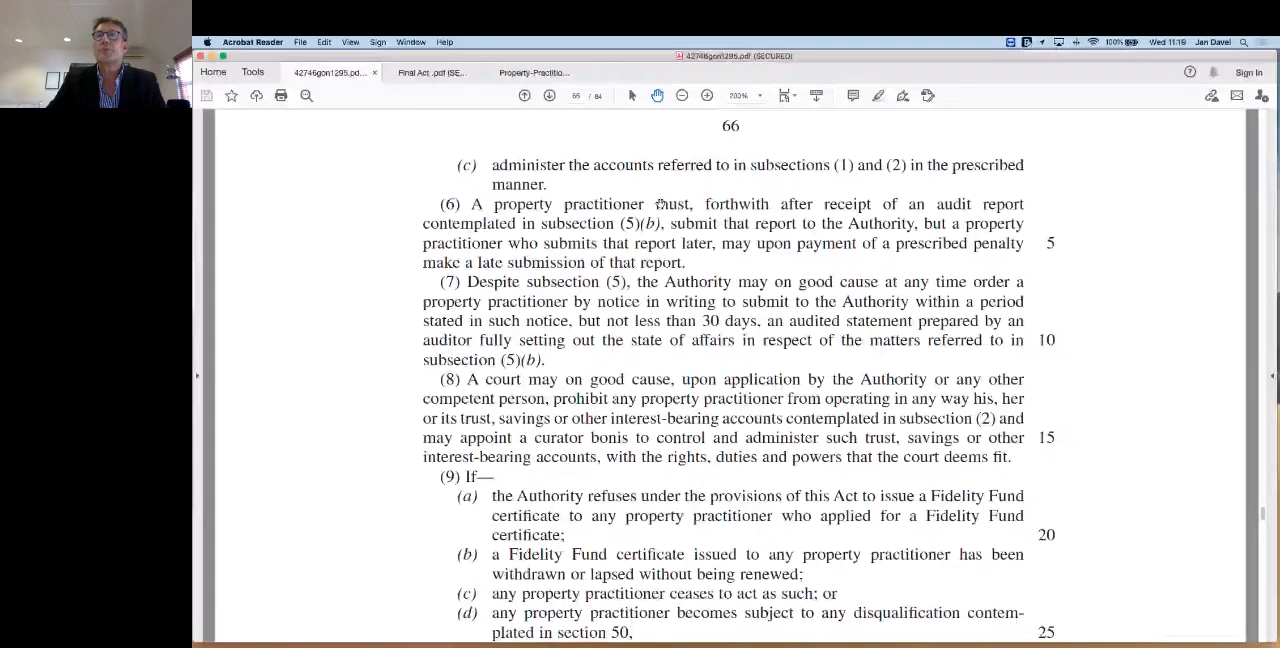 Acrobat Reader File Edit View Sign Window Help 100% Wed 11:19 Jan Davel
42746gon1295.pdf (SECURED)
Home Tools 42746gon1295.pd... × Final Act .pdf (SE... Property-Practitio... Sign In
/ 84 200%
66
(c) administer the accounts referred to in subsections (1) and (2) in the prescribed
manner.
(6) A property practitioner must, forthwith after receipt of an audit report
contemplated in subsection (5)(b), submit that report to the Authority, but a property
practitioner who submits that report later, may upon payment of a prescribed penalty 5
make a late submission of that report.
(7) Despite subsection (5), the Authority may on good cause at any time order a
property practitioner by notice in writing to submit to the Authority within a period
stated in such notice, but not less than 30 days, an audited statement prepared by an
auditor fully setting out the state of affairs in respect of the matters referred to in 10
subsection (5)(b).
(8) A court may on good cause, upon application by the Authority or any other
competent person, prohibit any property practitioner from operating in any way his, her
or its trust, savings or other interest-bearing accounts contemplated in subsection (2) and
may appoint a curator bonis to control and administer such trust, savings or other 15
interest-bearing accounts, with the rights, duties and powers that the court deems fit.
(9) If—
(a) the Authority refuses under the provisions of this Act to issue a Fidelity Fund
certificate to any property practitioner who applied for a Fidelity Fund
certificate; 20
(b) a Fidelity Fund certificate issued to any property practitioner has been
withdrawn or lapsed without being renewed;
(c) any property practitioner ceases to act as such; or
(d) any property practitioner becomes subject to any disqualification contem-
plated in section 50, 25